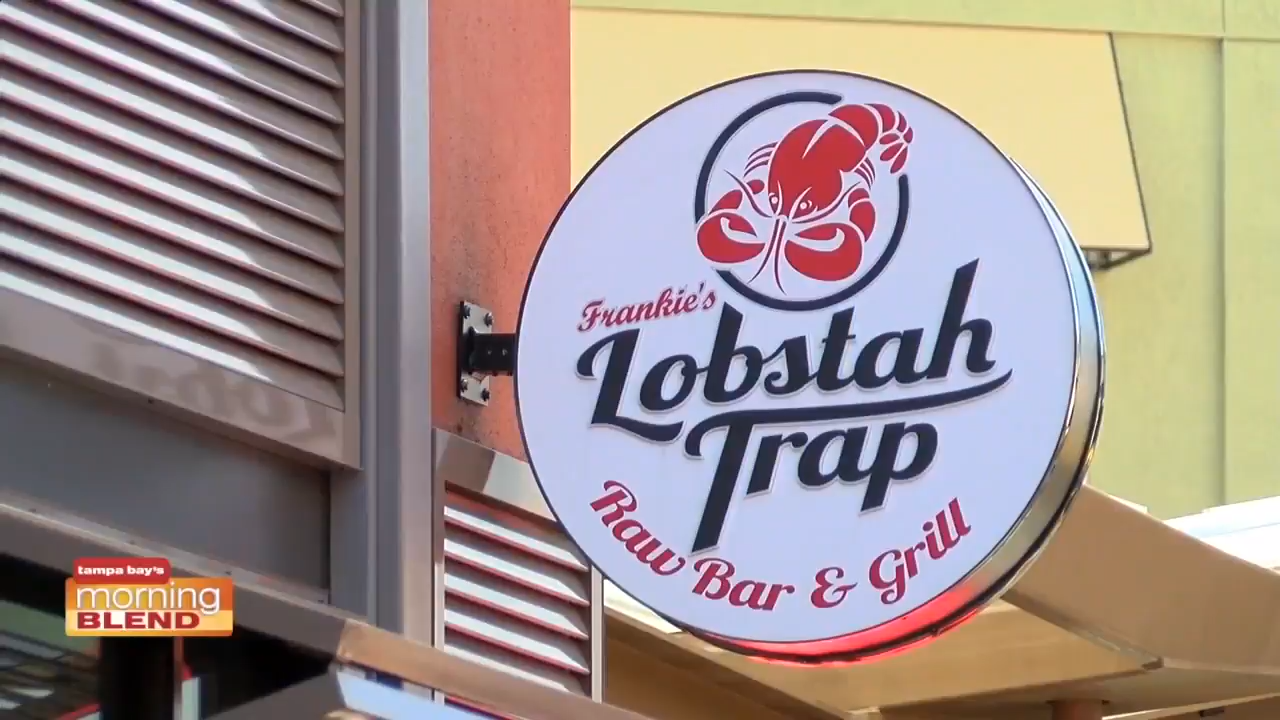 Frankie's
Lobstah
Trap
Raw Bar & Grill
tampa bay's
morning
BLEND